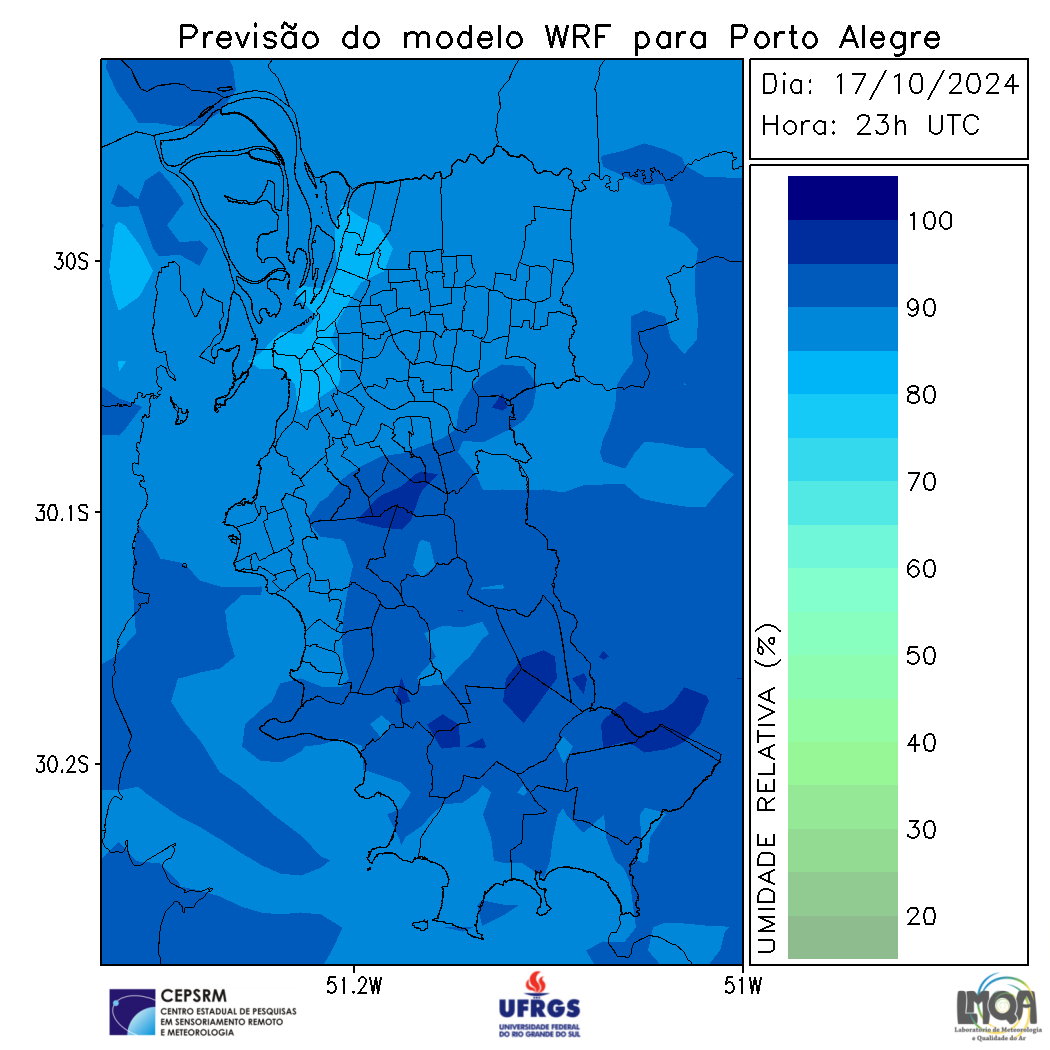 Previsão do modelo WRF para Porto Alegre
Dia: 17/10/2024
Hora: 23h UTC
30S
30.1S
30.2S
51.2W
51W
100
90
80
70
60
50
40
30
20
UMIDADE RELATIVA (%)
CEPSRM
CENTRO ESTADUAL DE PESQUISAS
EM SENSORIAMENTO REMOTO
E METEOROLOGIA
UFRGS
UNIVERSIDADE FEDERAL
DO RIO GRANDE DO SUL
LMQA
Laboratório de Meteorologia
e Qualidade do Ar